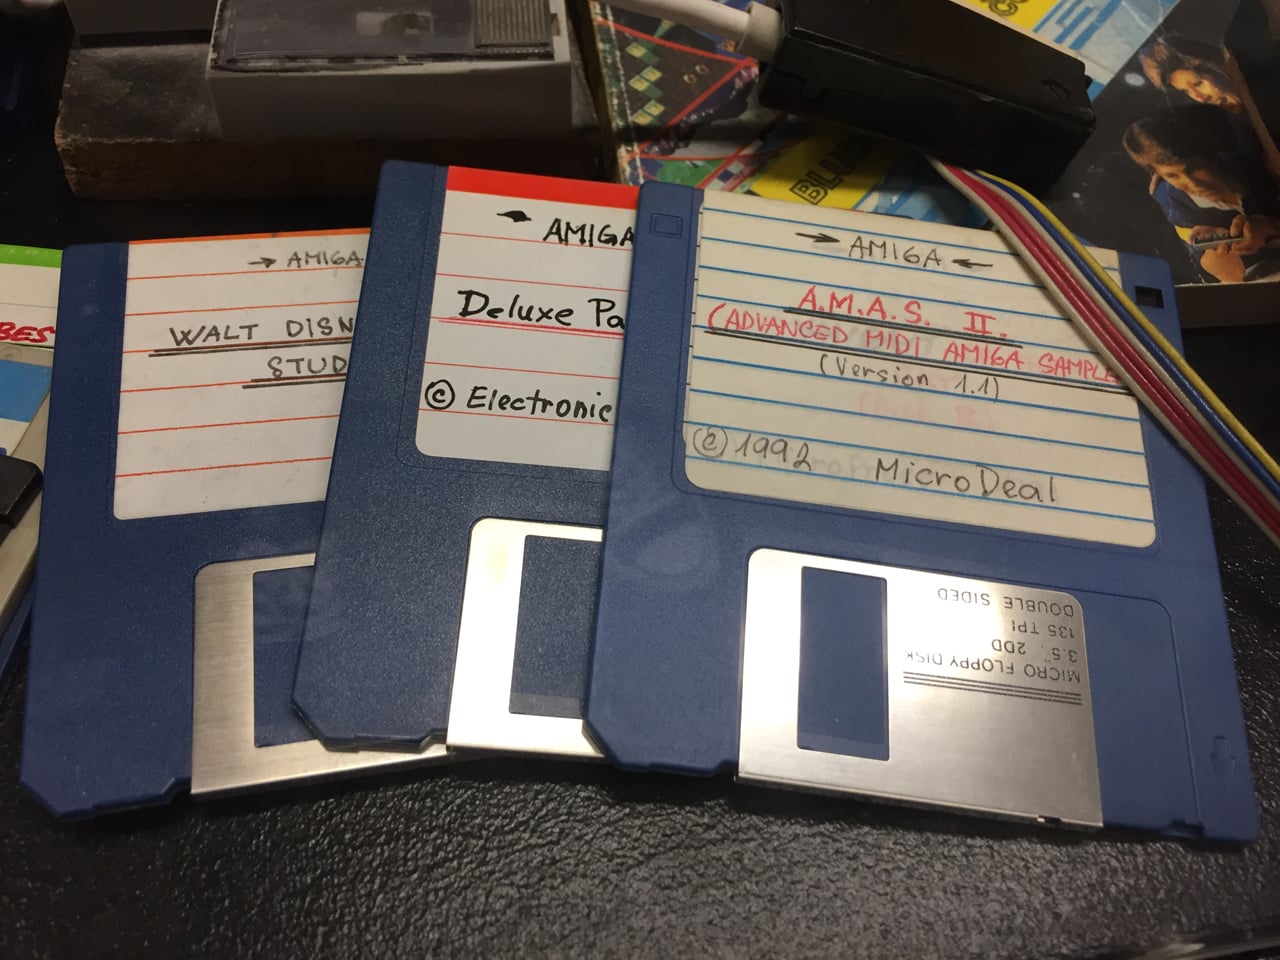 BES
→ AMIGA
WALT DISN
STUD
AMIGA
Deluxe Pa
© Electronic
→ AMIGA ←
A.M.A.S. II.
(ADVANCED MIDI AMIGA SAMPLE
(Version 1.1)
© 1992 MicroDeal
MICRO FLOPPY DISK
3.5" 2DD
135 TPI
DOUBLE SIDED